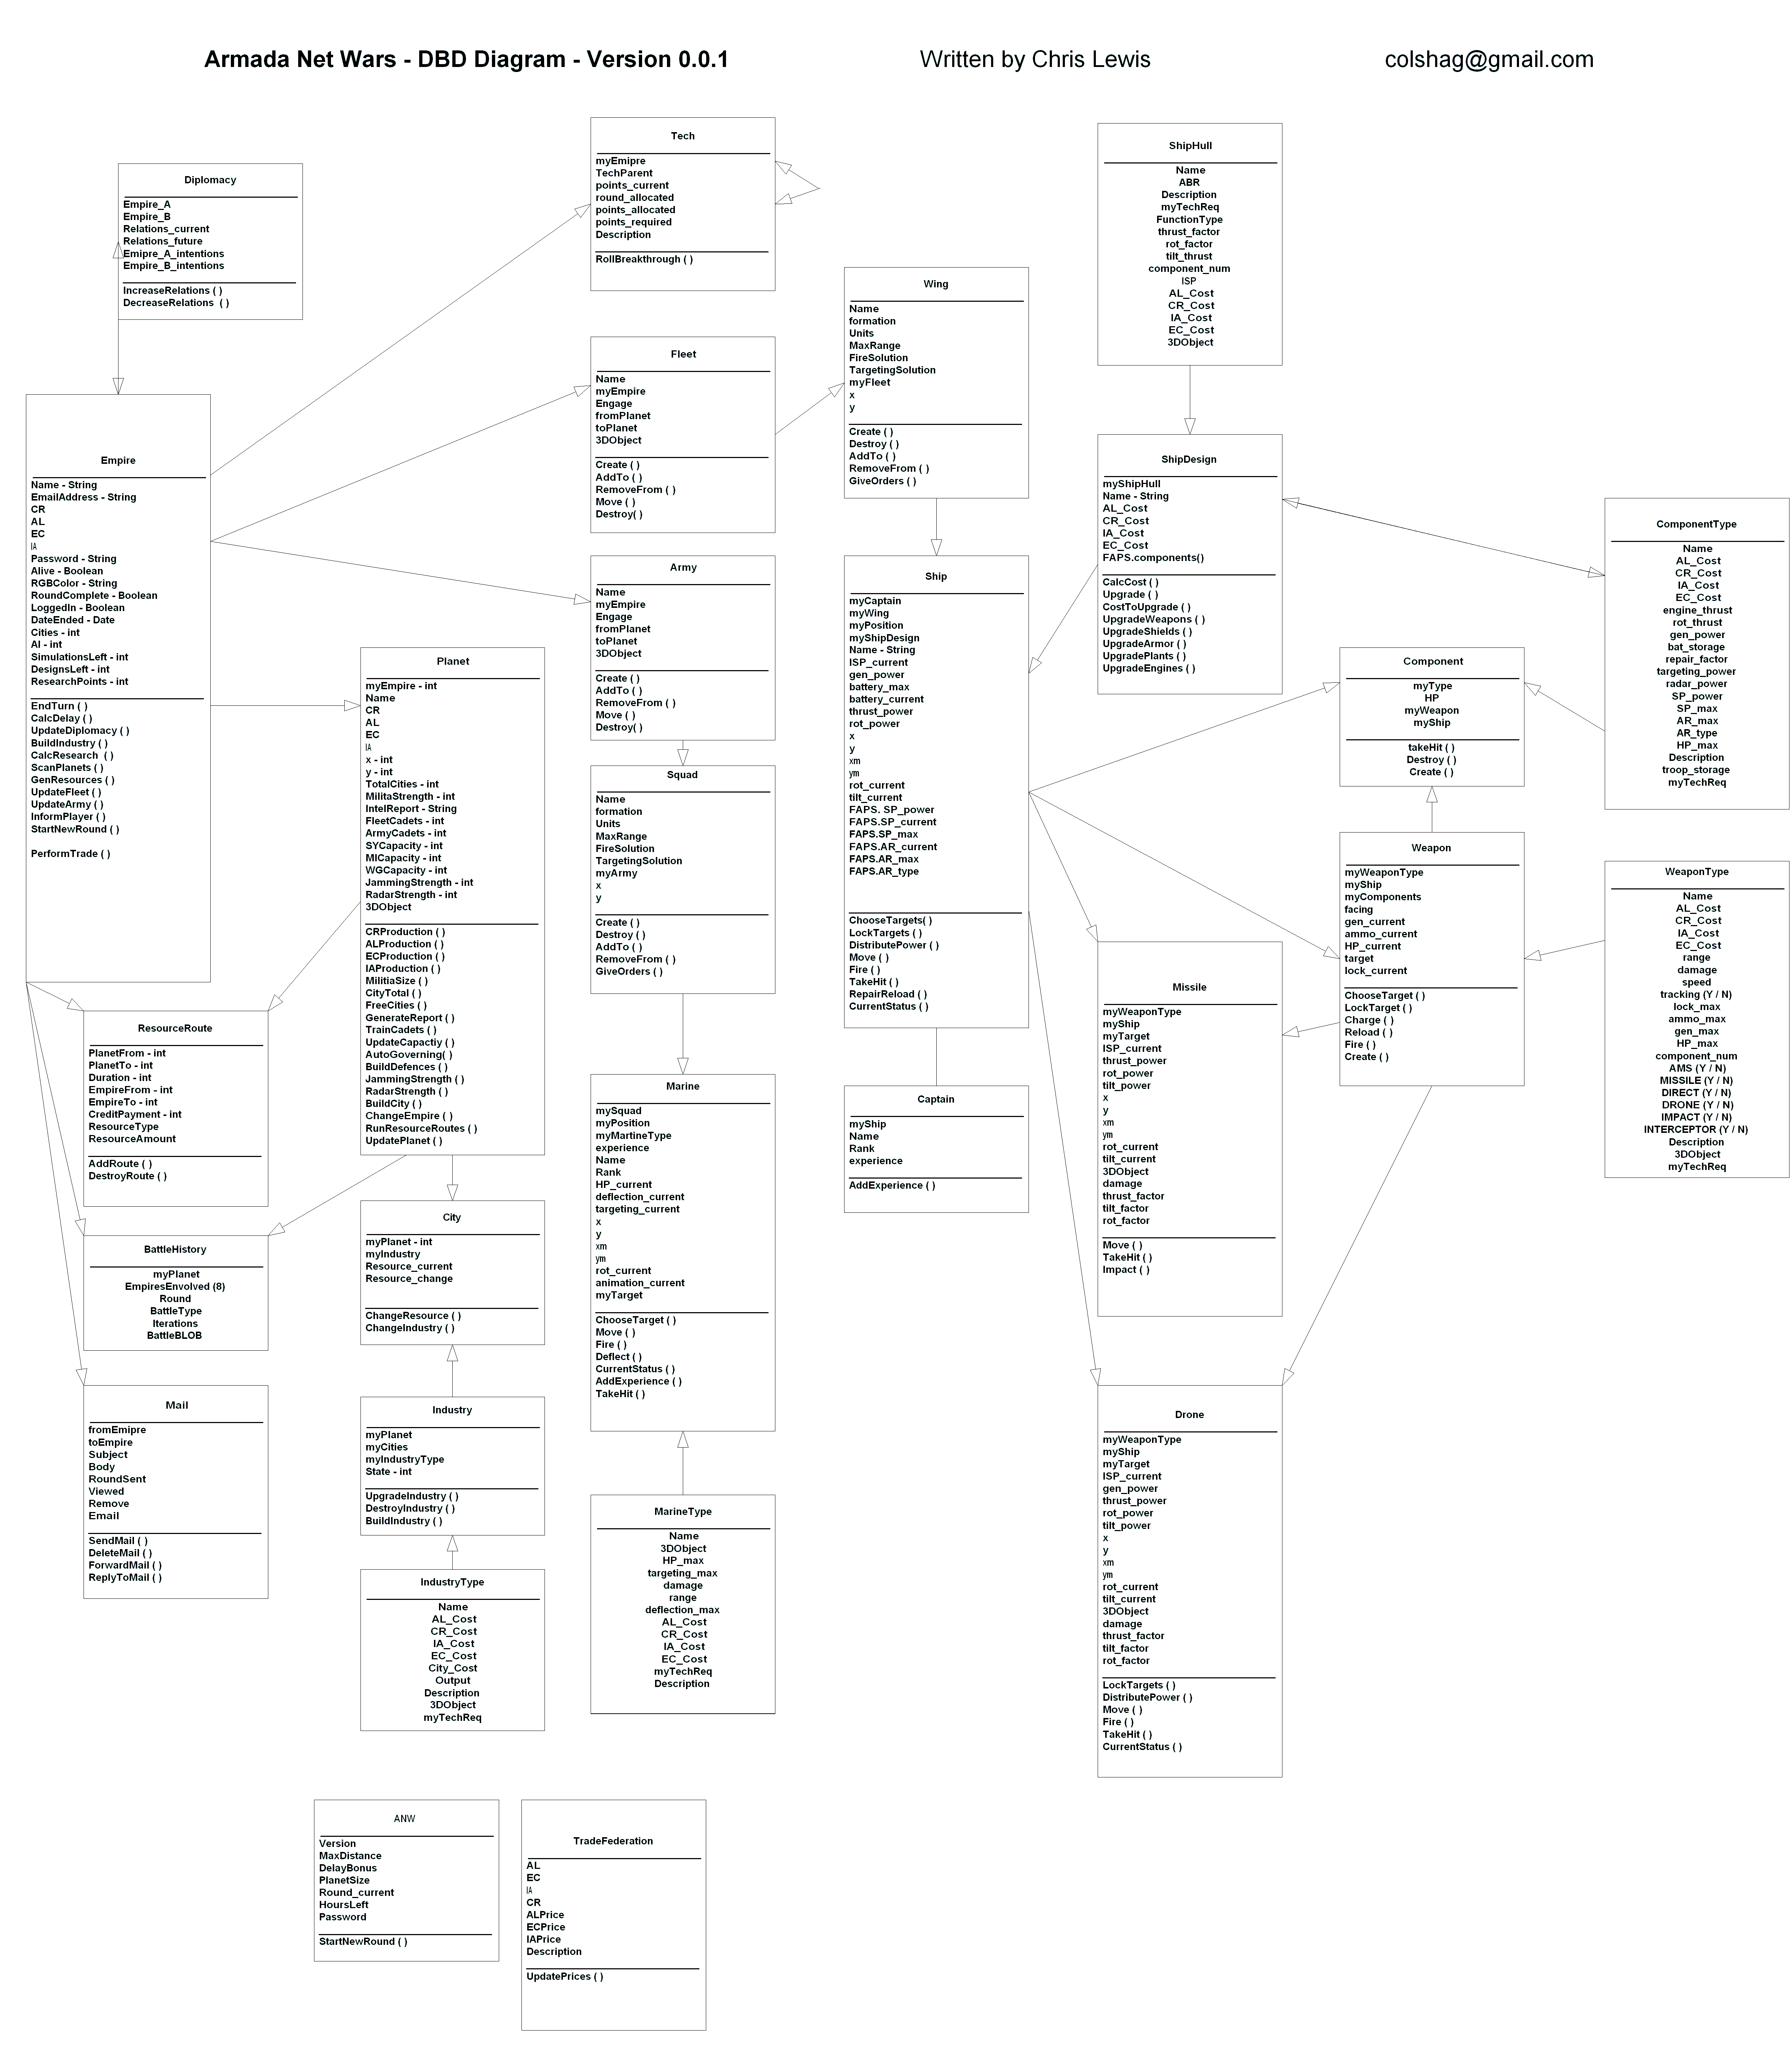 Armada Net Wars - DBD Diagram - Version 0.0.1
Written by Chris Lewis
colshag@gmail.com
Diplomacy
Empire_A
Empire_B
Relations_current
Relations_future
Emipre_A_intentions
Empire_B_intentions
IncreaseRelations ( )
DecreaseRelations ( )
Empire
Name - String
EmailAddress - String
CR
AL
EC
IA
Password - String
Alive - Boolean
RGBColor - String
RoundComplete - Boolean
LoggedIn - Boolean
DateEnded - Date
Cities - int
AI - int
SimulationsLeft - int
DesignsLeft - int
ResearchPoints - int
EndTurn ( )
CalcDelay ( )
UpdateDiplomacy ( )
BuildIndustry ( )
CalcResearch ( )
ScanPlanets ( )
GenResources ( )
UpdateFleet ( )
UpdateArmy ( )
InformPlayer ( )
StartNewRound ( )
PerformTrade ( )
ResourceRoute
PlanetFrom - int
PlanetTo - int
Duration - int
EmpireFrom - int
EmpireTo - int
CreditPayment - int
ResourceType
ResourceAmount
AddRoute ( )
DestroyRoute ( )
BattleHistory
myPlanet
EmpiresEnvolved (8)
Round
BattleType
Iterations
BattleBLOB
Mail
fromEmipre
toEmpire
Subject
Body
RoundSent
Viewed
Remove
Email
SendMail ( )
DeleteMail ( )
ForwardMail ( )
ReplyToMail ( )
Planet
myEmpire - int
Name
CR
AL
EC
IA
x - int
y - int
TotalCities - int
MilitaStrength - int
IntelReport - String
FleetCadets - int
ArmyCadets - int
SYCapacity - int
MICapacity - int
WGCapacity - int
JammingStrength - int
RadarStrength - int
3DObject
CRProduction ( )
ALProduction ( )
ECProduction ( )
IAProduction ( )
MilitiaSize ( )
CityTotal ( )
FreeCities ( )
GenerateReport ( )
TrainCadets ( )
UpdateCapactiy ( )
AutoGoverning( )
BuildDefences ( )
JammingStrength ( )
RadarStrength ( )
BuildCity ( )
ChangeEmpire ( )
RunResourceRoutes ( )
UpdatePlanet ( )
City
myPlanet - int
myIndustry
Resource_current
Resource_change
ChangeResource ( )
ChangeIndustry ( )
Industry
myPlanet
myCities
myIndustryType
State - int
UpgradeIndustry ( )
DestroyIndustry ( )
BuildIndustry ( )
IndustryType
Name
AL_Cost
CR_Cost
IA_Cost
EC_Cost
City_Cost
Output
Description
3DObject
myTechReq
Tech
myEmipre
TechParent
points_current
round_allocated
points_allocated
points_required
Description
RollBreakthrough ( )
Fleet
Name
myEmpire
Engage
fromPlanet
toPlanet
3DObject
Create ( )
AddTo ( )
RemoveFrom ( )
Move ( )
Destroy( )
Army
Name
myEmpire
Engage
fromPlanet
toPlanet
3DObject
Create ( )
AddTo ( )
RemoveFrom ( )
Move ( )
Destroy( )
Squad
Name
formation
Units
MaxRange
FireSolution
TargetingSolution
myArmy
x
y
Create ( )
Destroy ( )
AddTo ( )
RemoveFrom ( )
GiveOrders ( )
Marine
mySquad
myPosition
myMartineType
experience
Name
Rank
HP_current
deflection_current
targeting_current
x
y
xm
ym
rot_current
animation_current
myTarget
ChooseTarget ( )
Move ( )
Fire ( )
Deflect ( )
CurrentStatus ( )
AddExperience ( )
TakeHit ( )
MarineType
Name
3DObject
HP_max
targeting_max
damage
range
deflection_max
AL_Cost
CR_Cost
IA_Cost
EC_Cost
myTechReq
Description
Wing
Name
formation
Units
MaxRange
FireSolution
TargetingSolution
myFleet
x
y
Create ( )
Destroy ( )
AddTo ( )
RemoveFrom ( )
GiveOrders ( )
Ship
myCaptain
myWing
myPosition
myShipDesign
Name - String
ISP_current
gen_power
battery_max
battery_current
thrust_power
rot_power
x
y
xm
ym
rot_current
tilt_current
FAPS. SP_power
FAPS.SP_current
FAPS.SP_max
FAPS.AR_current
FAPS.AR_max
FAPS.AR_type
ChooseTargets( )
LockTargets ( )
DistributePower ( )
Move ( )
Fire ( )
TakeHit ( )
RepairReload ( )
CurrentStatus ( )
Captain
myShip
Name
Rank
experience
AddExperience ( )
ShipHull
Name
ABR
Description
myTechReq
FunctionType
thrust_factor
rot_factor
tilt_thrust
component_num
ISP
AL_Cost
CR_Cost
IA_Cost
EC_Cost
3DObject
ShipDesign
myShipHull
Name - String
AL_Cost
CR_Cost
IA_Cost
EC_Cost
FAPS.components()
CalcCost ( )
Upgrade ( )
CostToUpgrade ( )
UpgradeWeapons ( )
UpgradeShields ( )
UpgradeArmor ( )
UpgradePlants ( )
UpgradeEngines ( )
Missile
myWeaponType
myShip
myTarget
ISP_current
thrust_power
rot_power
tilt_power
x
y
xm
ym
rot_current
tilt_current
3DObject
damage
thrust_factor
tilt_factor
rot_factor
Move ( )
TakeHit ( )
Impact ( )
Drone
myWeaponType
myShip
myTarget
ISP_current
gen_power
thrust_power
rot_power
tilt_power
x
y
xm
ym
rot_current
tilt_current
3DObject
damage
thrust_factor
tilt_factor
rot_factor
LockTargets ( )
DistributePower ( )
Move ( )
Fire ( )
TakeHit ( )
CurrentStatus ( )
Component
myType
HP
myWeapon
myShip
takeHit ( )
Destroy ( )
Create ( )
Weapon
myWeaponType
myShip
myComponents
facing
gen_current
ammo_current
HP_current
target
lock_current
ChooseTarget ( )
LockTarget ( )
Charge ( )
Reload ( )
Fire ( )
Create ( )
ComponentType
Name
AL_Cost
CR_Cost
IA_Cost
EC_Cost
engine_thrust
rot_thrust
gen_power
bat_storage
repair_factor
targeting_power
radar_power
SP_power
SP_max
AR_max
AR_type
HP_max
Description
troop_storage
myTechReq
WeaponType
Name
AL_Cost
CR_Cost
IA_Cost
EC_Cost
range
damage
speed
tracking (Y / N)
lock_max
ammo_max
gen_max
HP_max
component_num
AMS (Y / N)
MISSILE (Y / N)
DIRECT (Y / N)
DRONE (Y / N)
IMPACT (Y / N)
INTERCEPTOR (Y / N)
Description
3DObject
myTechReq
ANW
Version
MaxDistance
DelayBonus
PlanetSize
Round_current
HoursLeft
Password
StartNewRound ( )
TradeFederation
AL
EC
IA
CR
ALPrice
ECPrice
IAPrice
Description
UpdatePrices ( )